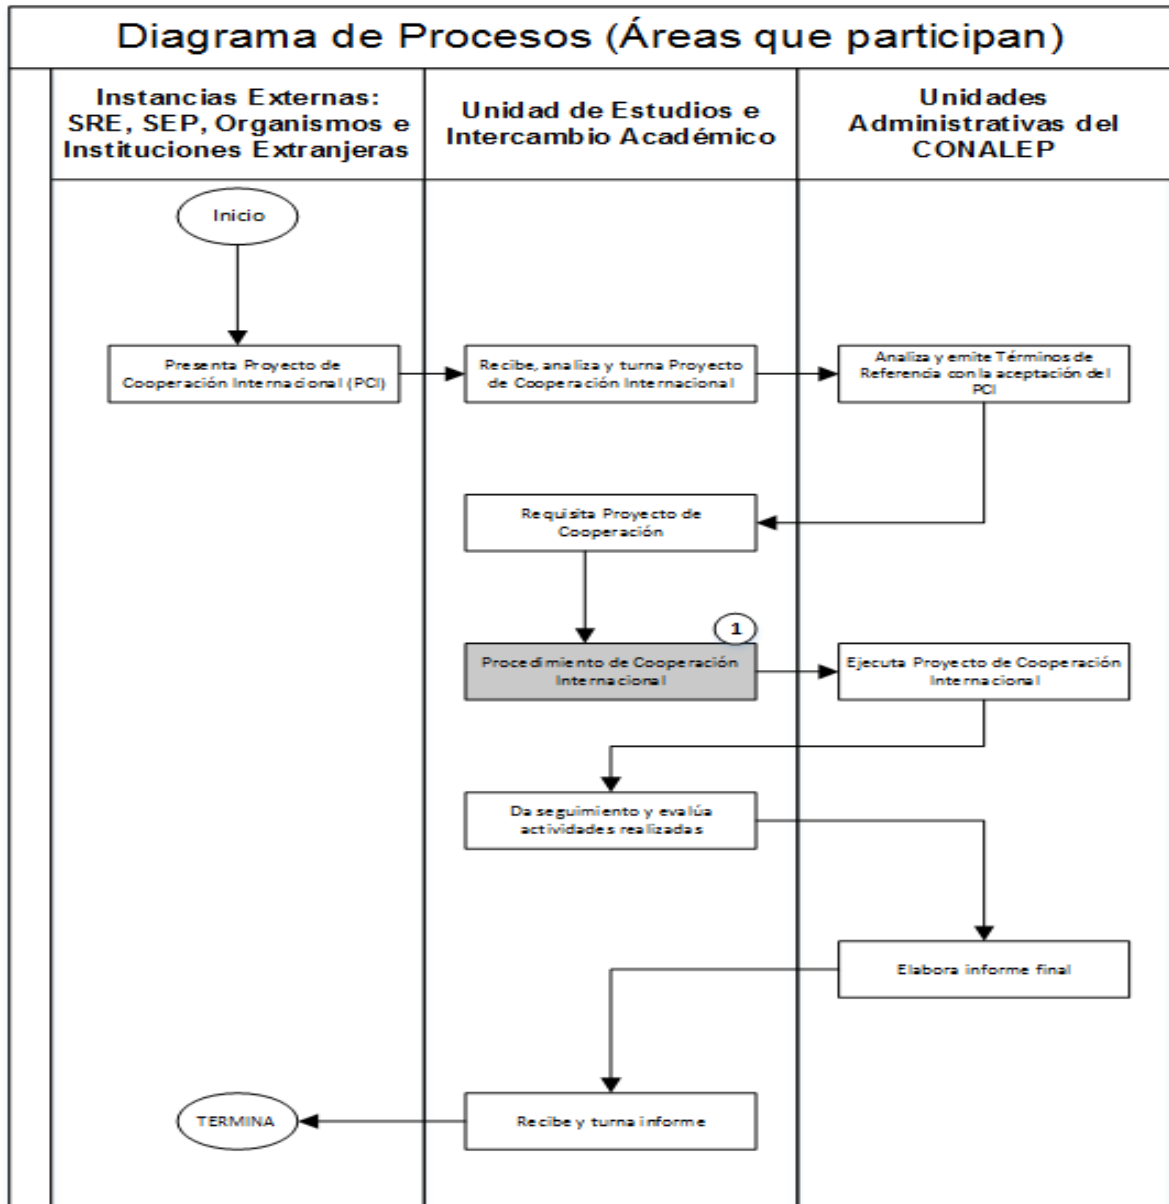 Diagrama de Procesos (Áreas que participan)
Instancias Externas:
SRE, SEP, Organismos e
Instituciones Extranjeras
Unidad de Estudios e
Intercambio Académico
Unidades
Administrativas del
CONALEP
Inicio
Presenta Proyecto de
Cooperación Internacional (PCI)
Recibe, analiza y turna Proyecto
de Cooperación Internacional
Analiza y emite Términos de
Referencia con la aceptación del
PCI
Requisita Proyecto de
Cooperación
1
Procedimiento de Cooperación
Internacional
Ejecuta Proyecto de Cooperación
Internacional
Da seguimiento y evalúa
actividades realizadas
Elabora informe final
TERMINA
Recibe y turna informe